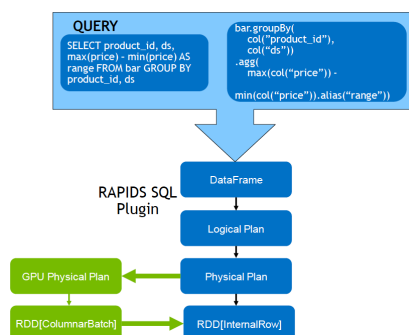 QUERY
SELECT product_id, ds,
max(price) - min(price) AS
range FROM bar GROUP BY
product_id, ds
bar.groupBy(
col("product_id"),
col("ds"))
.agg(
max(col("price")) -
min(col("price")).alias("range"))
DataFrame
RAPIDS SQL
Plugin
Logical Plan
GPU Physical Plan
Physical Plan
RDD[ColumnarBatch]
RDD[InternalRow]